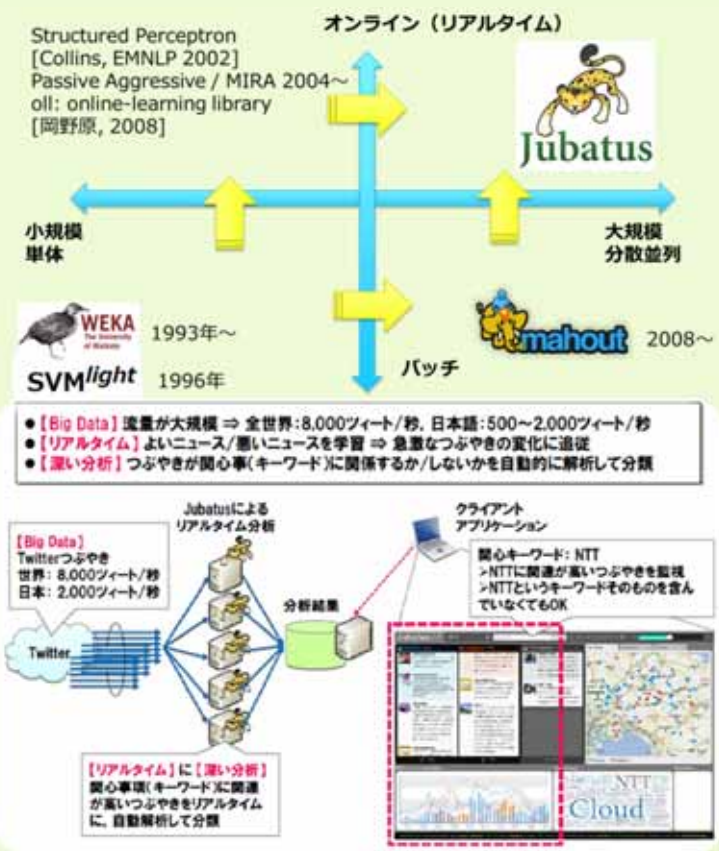 オンライン（リアルタイム）
Structured Perceptron
[Collins, EMNLP 2002]
Passive Aggressive / MIRA 2004～
oll: online-learning library
[岡野原, 2008]
Jubatus
小規模
単体
大規模
分散並列
WEKA
The University
of Waikato
1993年～
SVMlight 1996年
mahout 2008～
バッチ
●【Big Data】流量が大規模 ⇒ 全世界：8,000ツィート/秒, 日本語：500～2,000ツィート/秒
●【リアルタイム】よいニュース/悪いニュースを学習 ⇒ 急激なつぶやきの変化に追従
●【深い分析】つぶやきが関心事（キーワード）に関係するか/しないかを自動的に解析して分類
Jubatusによる
リアルタイム分析
クライアント
アプリケーション
【Big Data】
Twitterつぶやき
世界： 8,000ツィート/秒
日本： 2,000ツィート/秒
Twitter
分析結果
関心キーワード： NTT
>NTTに関連が高いつぶやきを監視
>NTTというキーワードそのものを含ん
でいなくてもOK
【リアルタイム】に【深い分析】
関心事項（キーワード）に関連
が高いつぶやきをリアルタイム
に, 自動解析して分類
NTT
Cloud